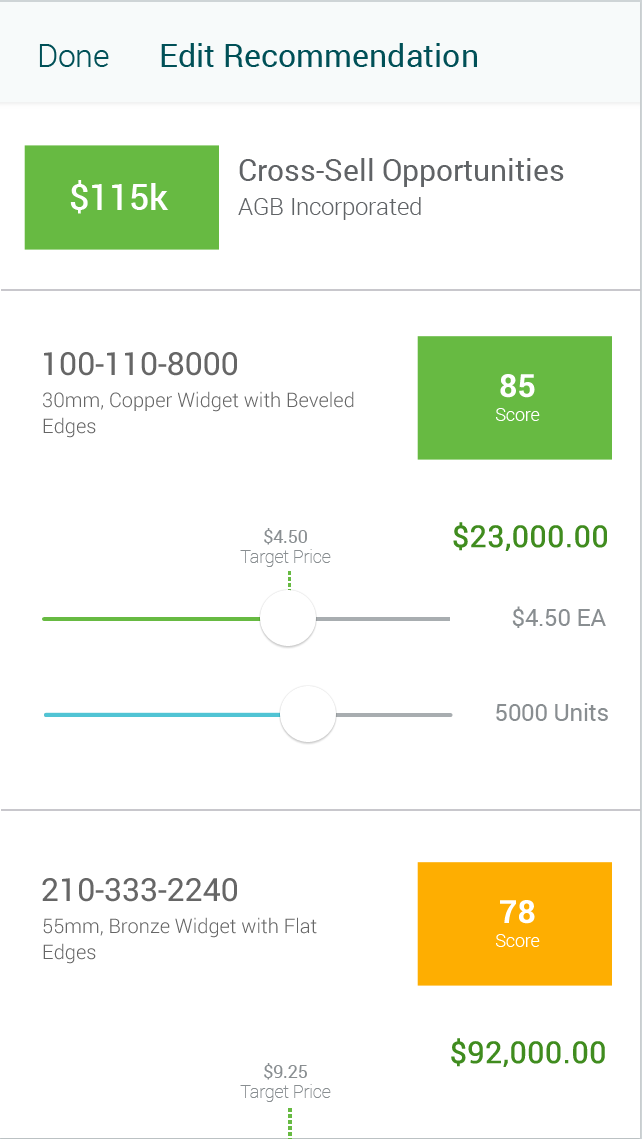 Done Edit Recommendation
$115k
Cross-Sell Opportunities
AGB Incorporated
100-110-8000
30mm, Copper Widget with Beveled
Edges
85
Score
$4.50
Target Price
$23,000.00
$4.50 EA
5000 Units
210-333-2240
55mm, Bronze Widget with Flat
Edges
78
Score
$92,000.00
$9.25
Target Price